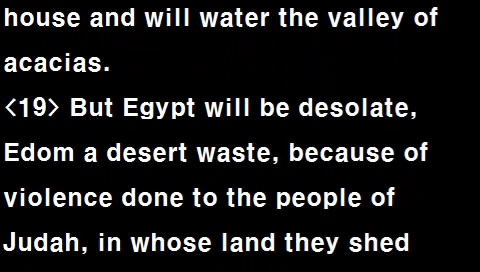 house and will water the valley of
acacias.
<19> But Egypt will be desolate,
Edom a desert waste, because of
violence done to the people of
Judah, in whose land they shed